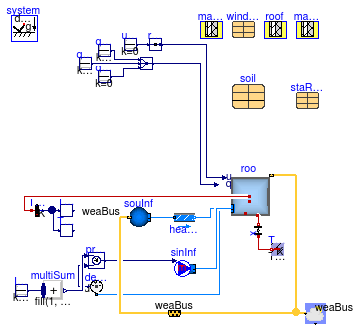 system
d...
g
ma...
wind...
roof
ma...
q
k...
q
u
k=0
u
k=0
r
soil
staR...
roo
u
q
weaBus
souInf
hea...
sinInf
pr...
de...
multiSum
+
fill(1, ...
k...
weaBus
weaBus